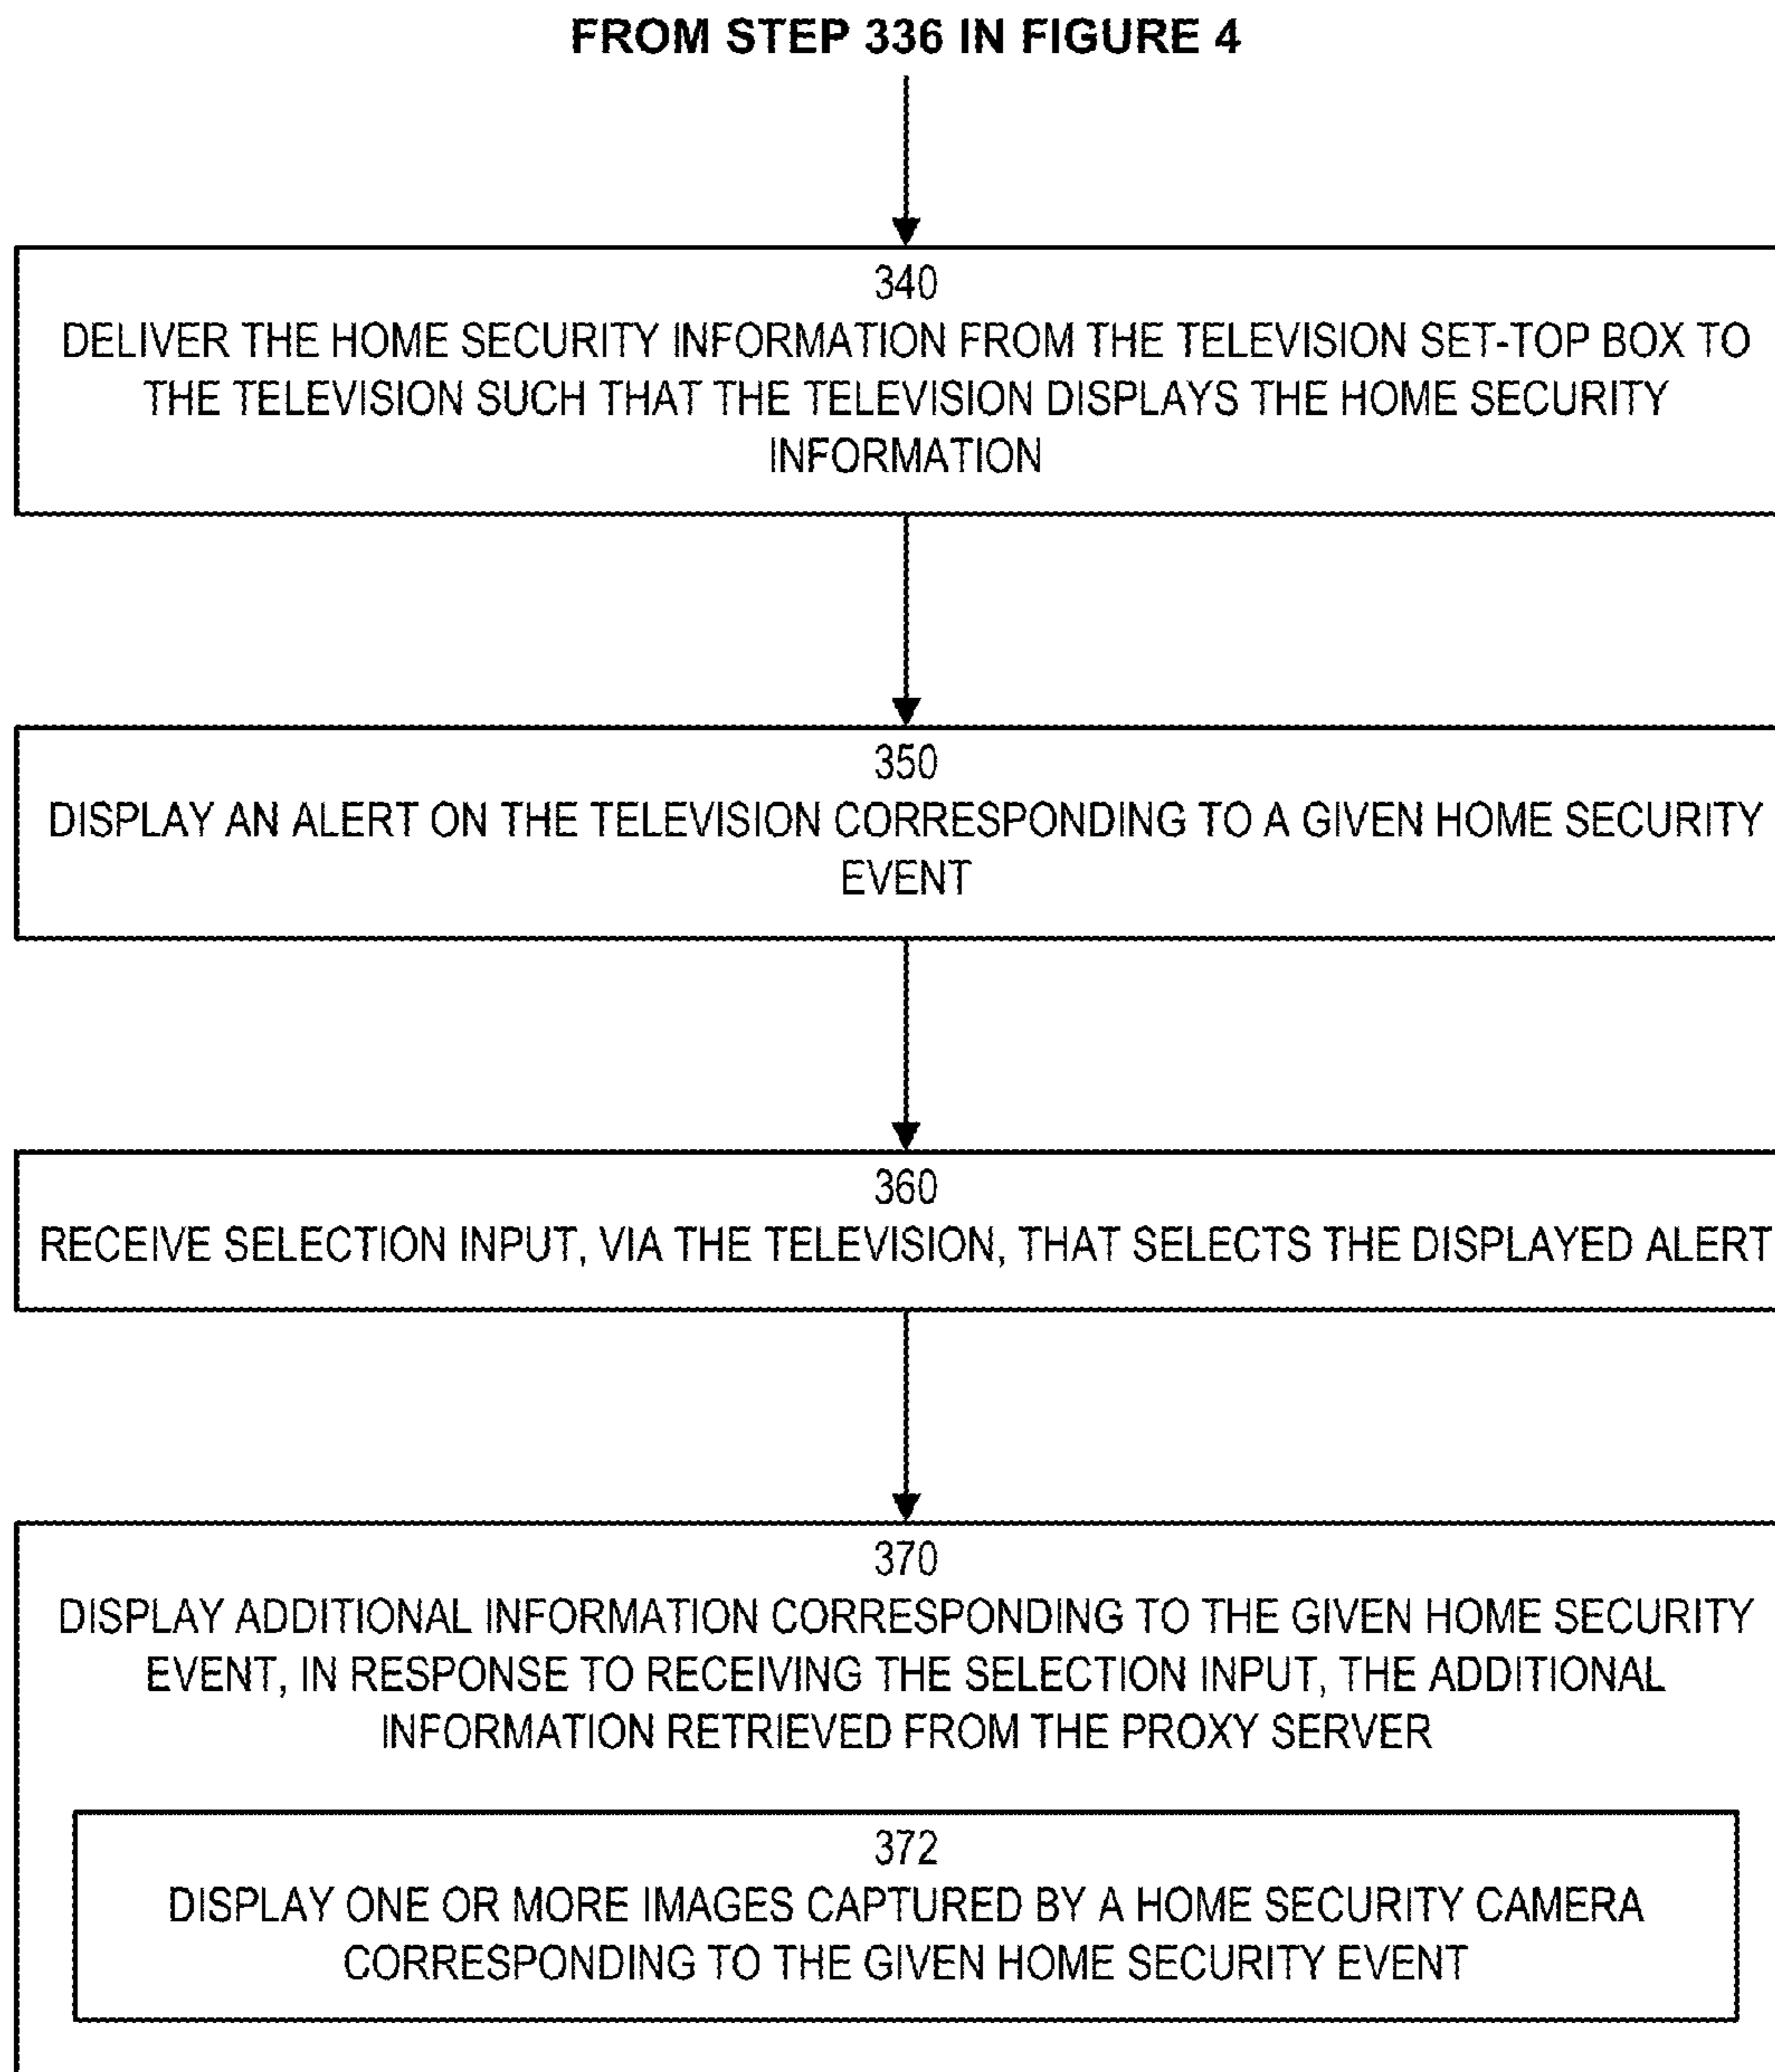 FROM STEP 336 IN FIGURE 4
340
DELIVER THE HOME SECURITY INFORMATION FROM THE TELEVISION SET-TOP BOX TO
THE TELEVISION SUCH THAT THE TELEVISION DISPLAYS THE HOME SECURITY
INFORMATION
350
DISPLAY AN ALERT ON THE TELEVISION CORRESPONDING TO A GIVEN HOME SECURITY
EVENT
360
RECEIVE SELECTION INPUT, VIA THE TELEVISION, THAT SELECTS THE DISPLAYED ALERT
370
DISPLAY ADDITIONAL INFORMATION CORRESPONDING TO THE GIVEN HOME SECURITY
EVENT, IN RESPONSE TO RECEIVING THE SELECTION INPUT, THE ADDITIONAL
INFORMATION RETRIEVED FROM THE PROXY SERVER
372
DISPLAY ONE OR MORE IMAGES CAPTURED BY A HOME SECURITY CAMERA
CORRESPONDING TO THE GIVEN HOME SECURITY EVENT